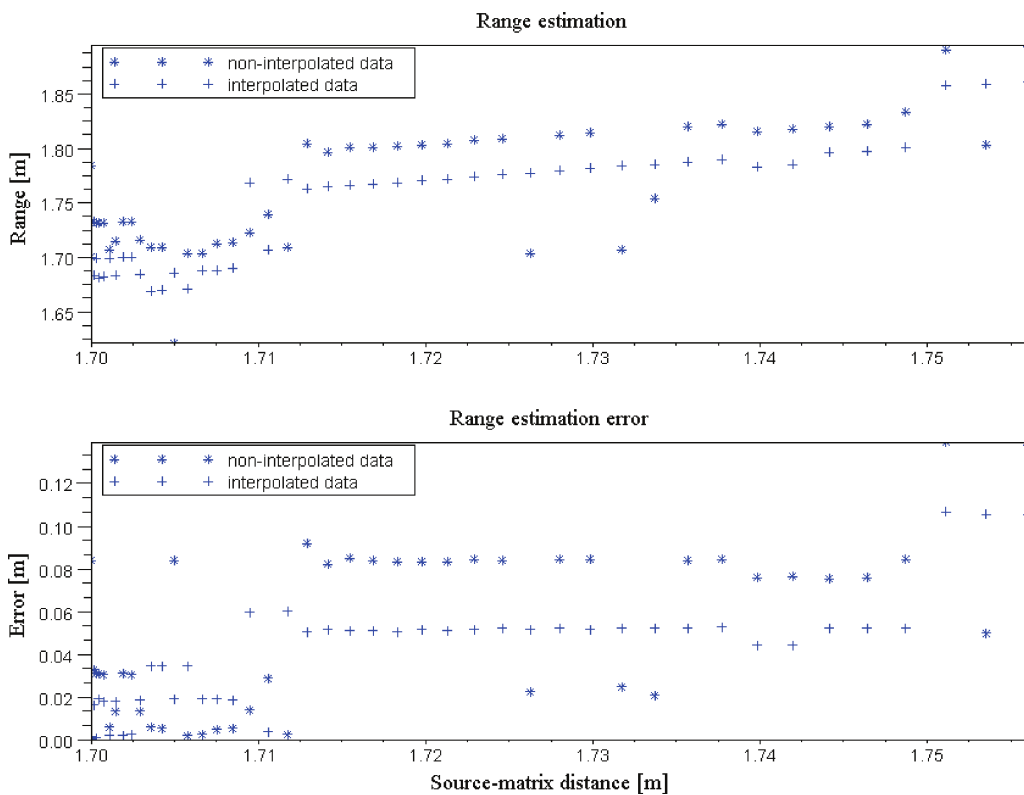 Range estimation
non-interpolated data
interpolated data
Range [m]
1.85
1.80
1.75
1.70
1.65
1.70 1.71 1.72 1.73 1.74 1.75
Range estimation error
non-interpolated data
interpolated data
Error [m]
0.12
0.10
0.08
0.06
0.04
0.02
0.00
1.70 1.71 1.72 1.73 1.74 1.75
Source-matrix distance [m]